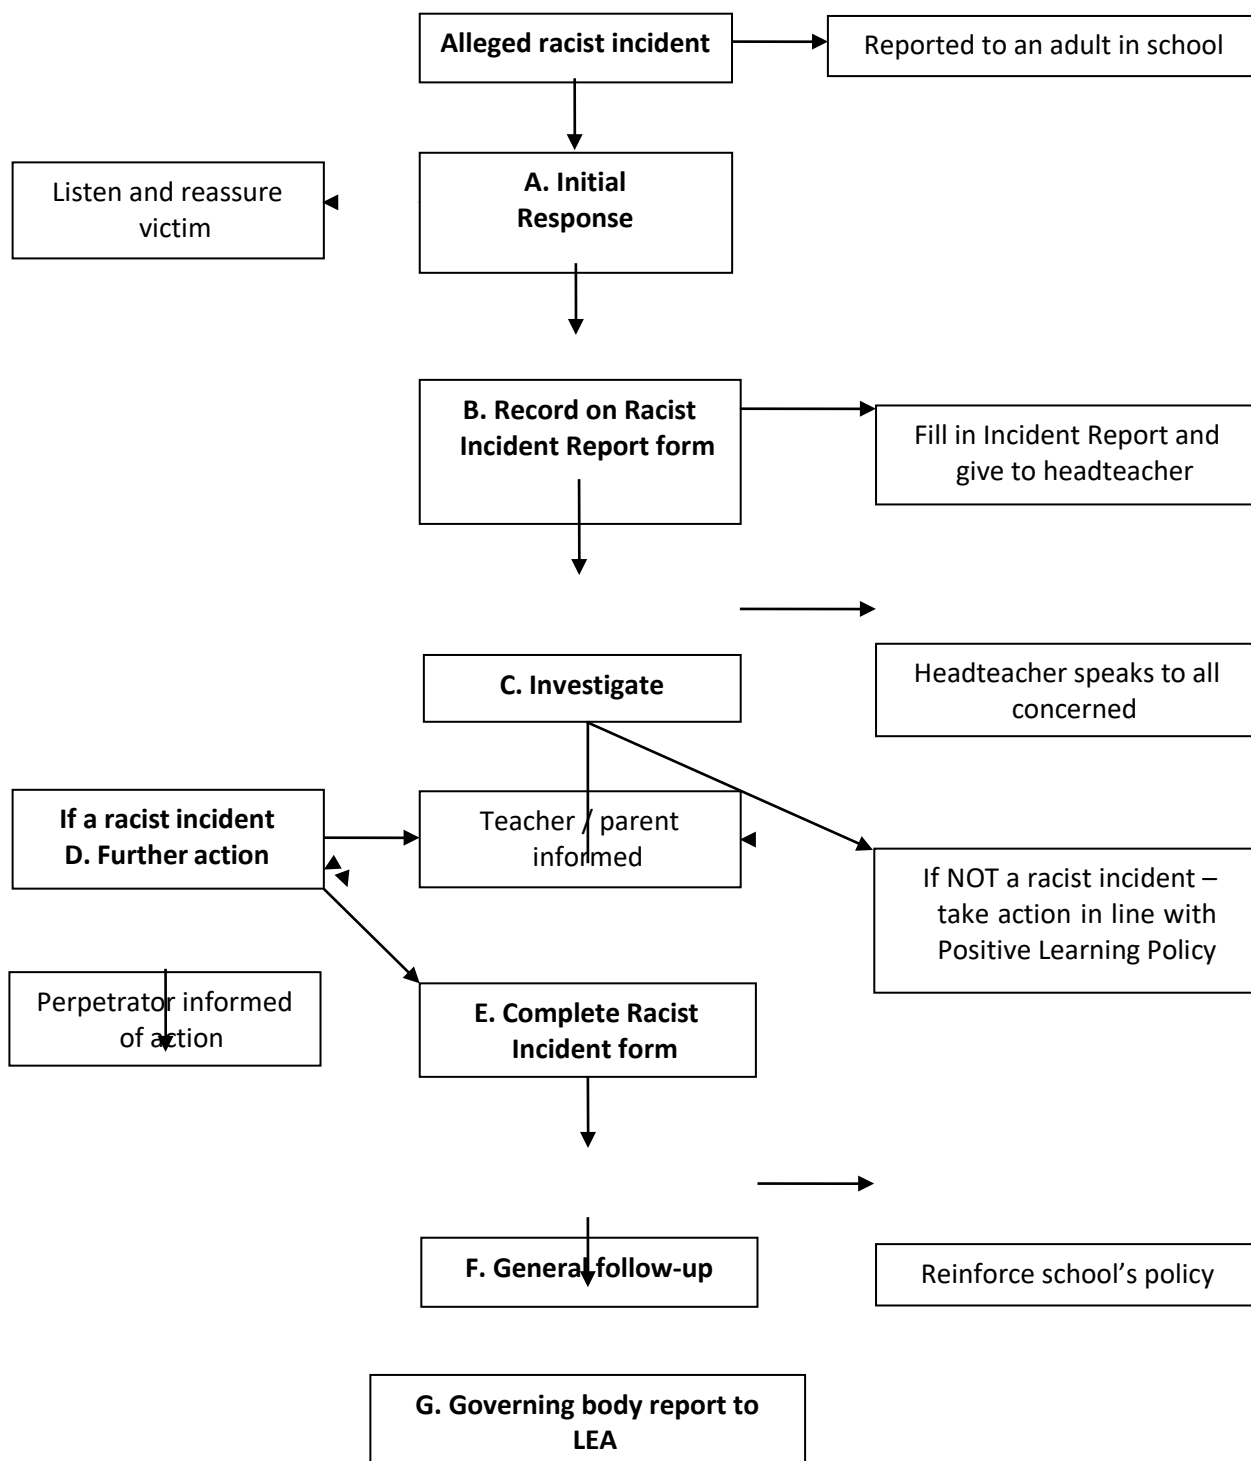 Alleged racist incident
Reported to an adult in school
Listen and reassure
victim
A. Initial
Response
B. Record on Racist
Incident Report form
Fill in Incident Report and
give to headteacher
C. Investigate
Headteacher speaks to all
concerned
If a racist incident
D. Further action
Teacher / parent
informed
If NOT a racist incident –
take action in line with
Positive Learning Policy
Perpetrator informed
of action
E. Complete Racist
Incident form
F. General follow-up
Reinforce school’s policy
G. Governing body report to
LEA